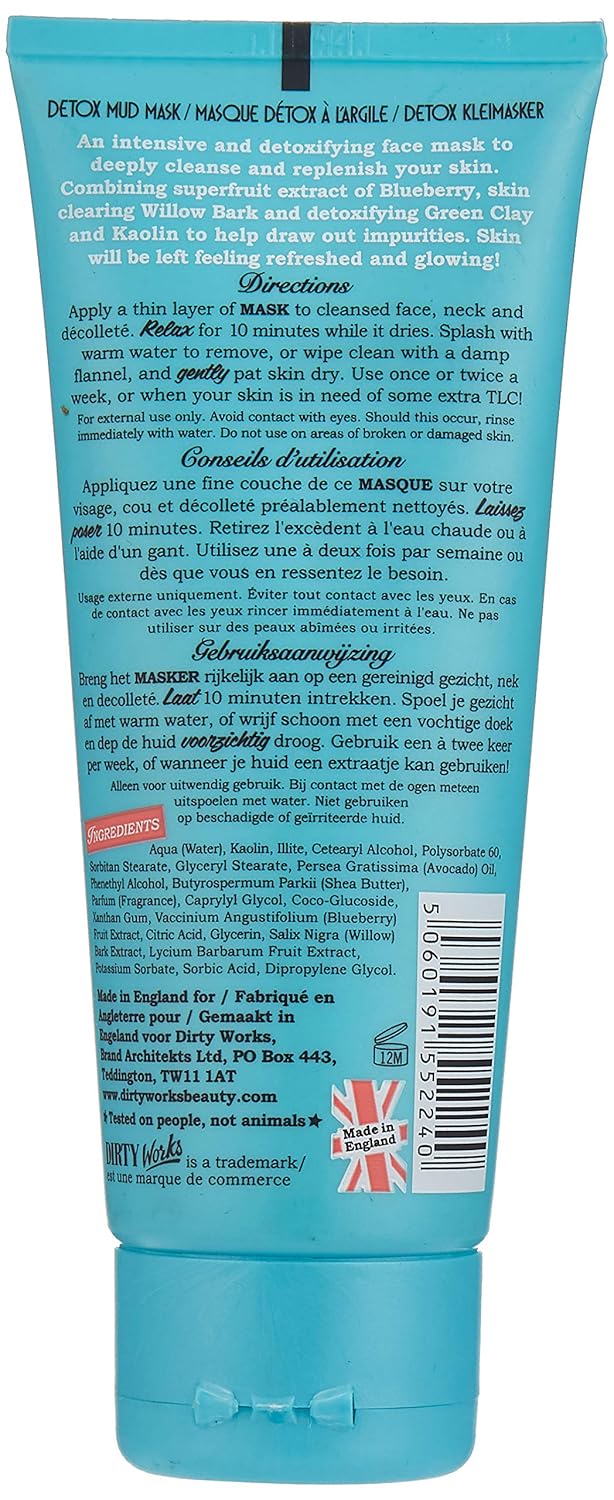 DETOX MUD MASK / MASQUE DÉTOX À L'ARGILE / DETOX KLEIMASKER
An intensive and detoxifying face mask to
deeply cleanse and replenish your skin.
Combining superfruit extract of Blueberry, skin
clearing Willow Bark and detoxifying Green Clay
and Kaolin to help draw out impurities. Skin
will be left feeling refreshed and glowing!
Directions
Apply a thin layer of MASK to cleansed face, neck and
décolleté. Relax for 10 minutes while it dries. Splash with
warm water to remove, or wipe clean with a damp
flannel, and gently pat skin dry. Use once or twice a
week, or when your skin is in need of some extra TLC!
For external use only. Avoid contact with eyes. Should this occur, rinse
immediately with water. Do not use on areas of broken or damaged skin.
Conseils d'utilisation
Appliquez une fine couche de ce MASQUE sur votre
visage, cou et décolleté préalablement nettoyés. Laissez
poser 10 minutes. Retirez l'excèdent à l'eau chaude ou à
l'aide d'un gant. Utilisez une à deux fois par semaine ou
dès que vous en ressentez le besoin.
Usage externe uniquement. Éviter tout contact avec les yeux. En cas
de contact avec les yeux rincer immédiatement à l'eau. Ne pas
utiliser sur des peaux abîmées ou irritées.
Gebruiksaanwijzing
Breng het MASKER rijkelijk aan op een gereinigd gezicht, nek
en decolleté. Laat 10 minuten intrekken. Spoel je gezicht
af met warm water, of wrijf schoon met een vochtige doek
en dep de huid voorzichtig droog. Gebruik een à twee keer
per week, of wanneer je huid een extraatje kan gebruiken!
Alleen voor uitwendig gebruik. Bij contact met de ogen meteen
uitspoelen met water. Niet gebruiken
op beschadigde of geïrriteerde huid.
INGREDIENTS
Aqua (Water), Kaolin, Illite, Cetearyl Alcohol, Polysorbate 60,
Sorbitan Stearate, Glyceryl Stearate, Persea Gratissima (Avocado) Oil,
Phenethyl Alcohol, Butyrospermum Parkii (Shea Butter),
Parfum (Fragrance), Caprylyl Glycol, Coco-Glucoside,
Xanthan Gum, Vaccinium Angustifolium (Blueberry)
Fruit Extract, Citric Acid, Glycerin, Salix Nigra (Willow)
Bark Extract, Lycium Barbarum Fruit Extract,
Potassium Sorbate, Sorbic Acid, Dipropylene Glycol.
Made in England for / Fabriqué en
Angleterre pour / Gemaakt in
Engeland voor Dirty Works,
Brand Architekts Ltd, PO Box 443,
Teddington, TW11 1AT
www.dirtyworksbeauty.com
★Tested on people, not animals★
DIRTY Works is a trademark/
est une marque de commerce
12M
Made in
England
5060191552240